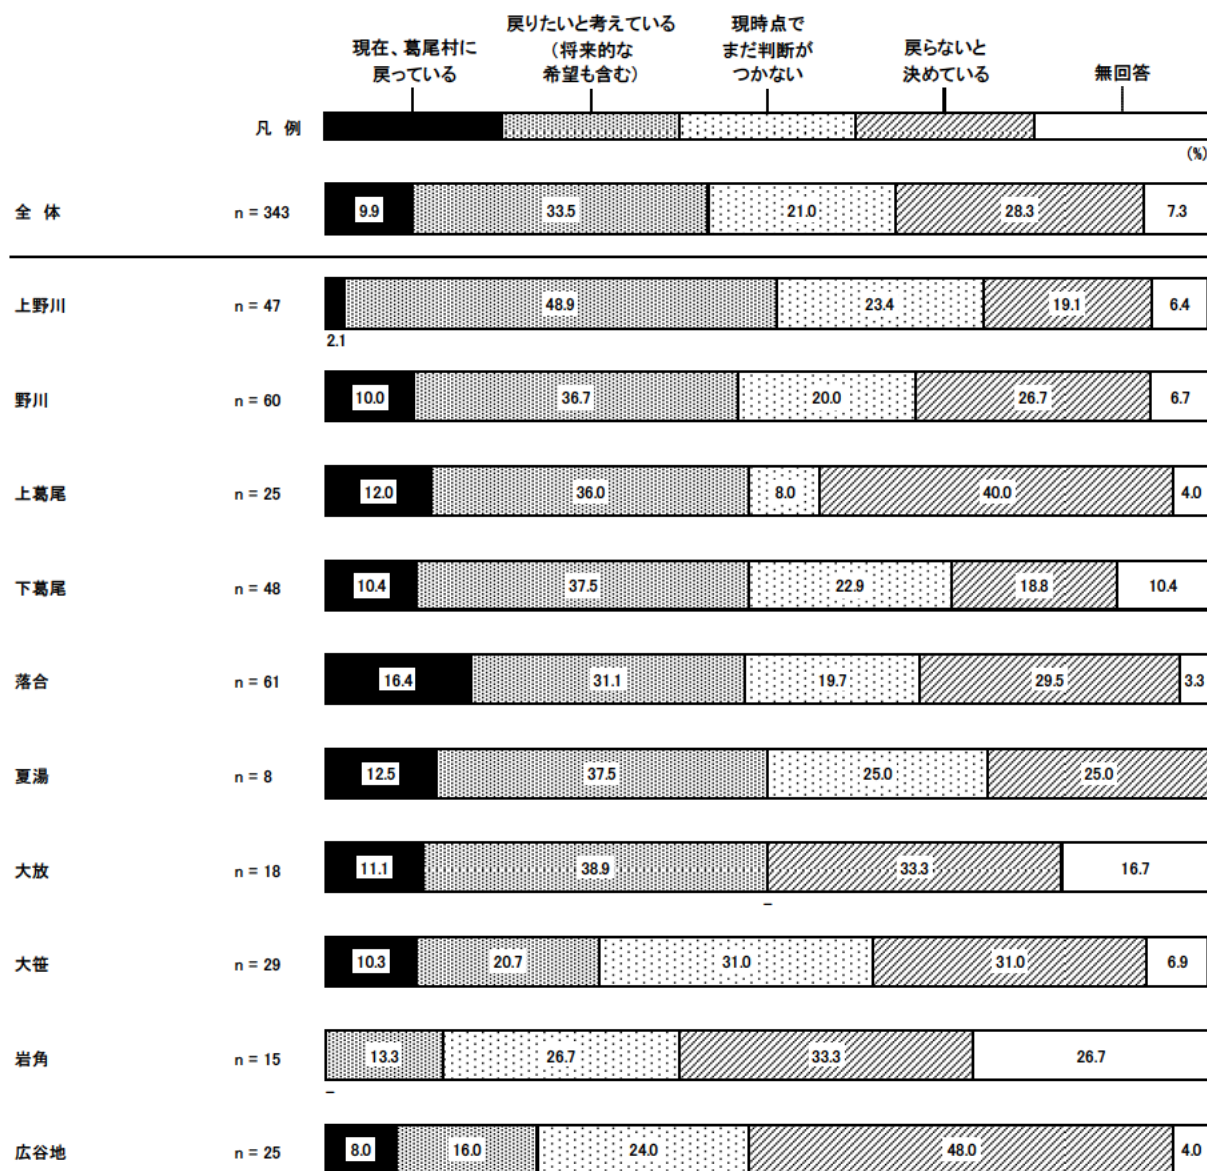 現在、葛尾村に
戻っている
戻りたいと考えている
（将来的な
希望も含む）
現時点で
まだ判断が
つかない
戻らないと
決めている
無回答
凡 例
(%)
全 体 n = 343 9.9 33.5 21.0 28.3 7.3
上野川 n = 47 48.9 23.4 19.1 6.4
2.1
野川 n = 60 10.0 36.7 20.0 26.7 6.7
上葛尾 n = 25 12.0 36.0 8.0 40.0 4.0
下葛尾 n = 48 10.4 37.5 22.9 18.8 10.4
落合 n = 61 16.4 31.1 19.7 29.5 3.3
夏湯 n = 8 12.5 37.5 25.0 25.0
大放 n = 18 11.1 38.9 33.3 16.7
–
大笹 n = 29 10.3 20.7 31.0 31.0 6.9
岩角 n = 15 13.3 26.7 33.3 26.7
–
広谷地 n = 25 8.0 16.0 24.0 48.0 4.0